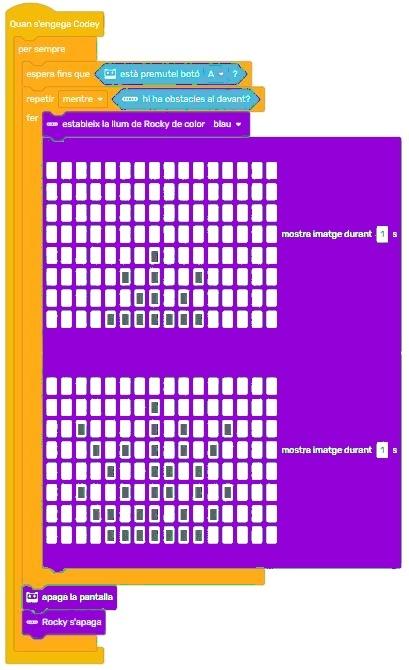 Quan s'engega Codey
per sempre
espera fins que està premutel botó A ?
repetir mentre hi ha obstacles al davant?
fer estableix la llum de Rocky de color blau
mostra imatge durant 1 s
mostra imatge durant 1 s
apaga la pantalla
Rocky s'apaga